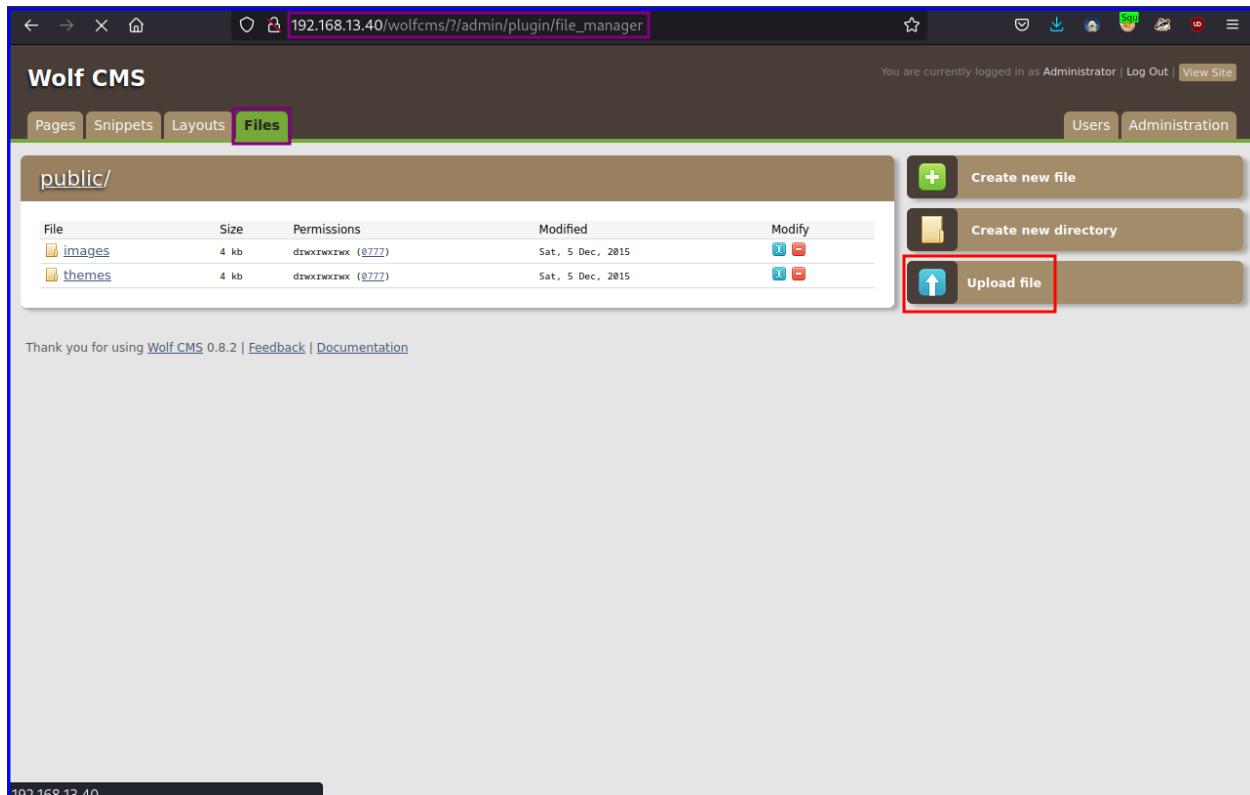 192.168.13.40/wolfcms/?/admin/plugin/file_manager
Squ
UD
Wolf CMS
You are currently logged in as Administrator | Log Out | View Site
Pages Snippets Layouts Files Users Administration
public/
File Size Permissions Modified Modify
images 4 kb drwxrwxrwx (0777) Sat, 5 Dec, 2015
themes 4 kb drwxrwxrwx (0777) Sat, 5 Dec, 2015
Create new file
Create new directory
Upload file
Thank you for using Wolf CMS 0.8.2 | Feedback | Documentation
192.168.13.40